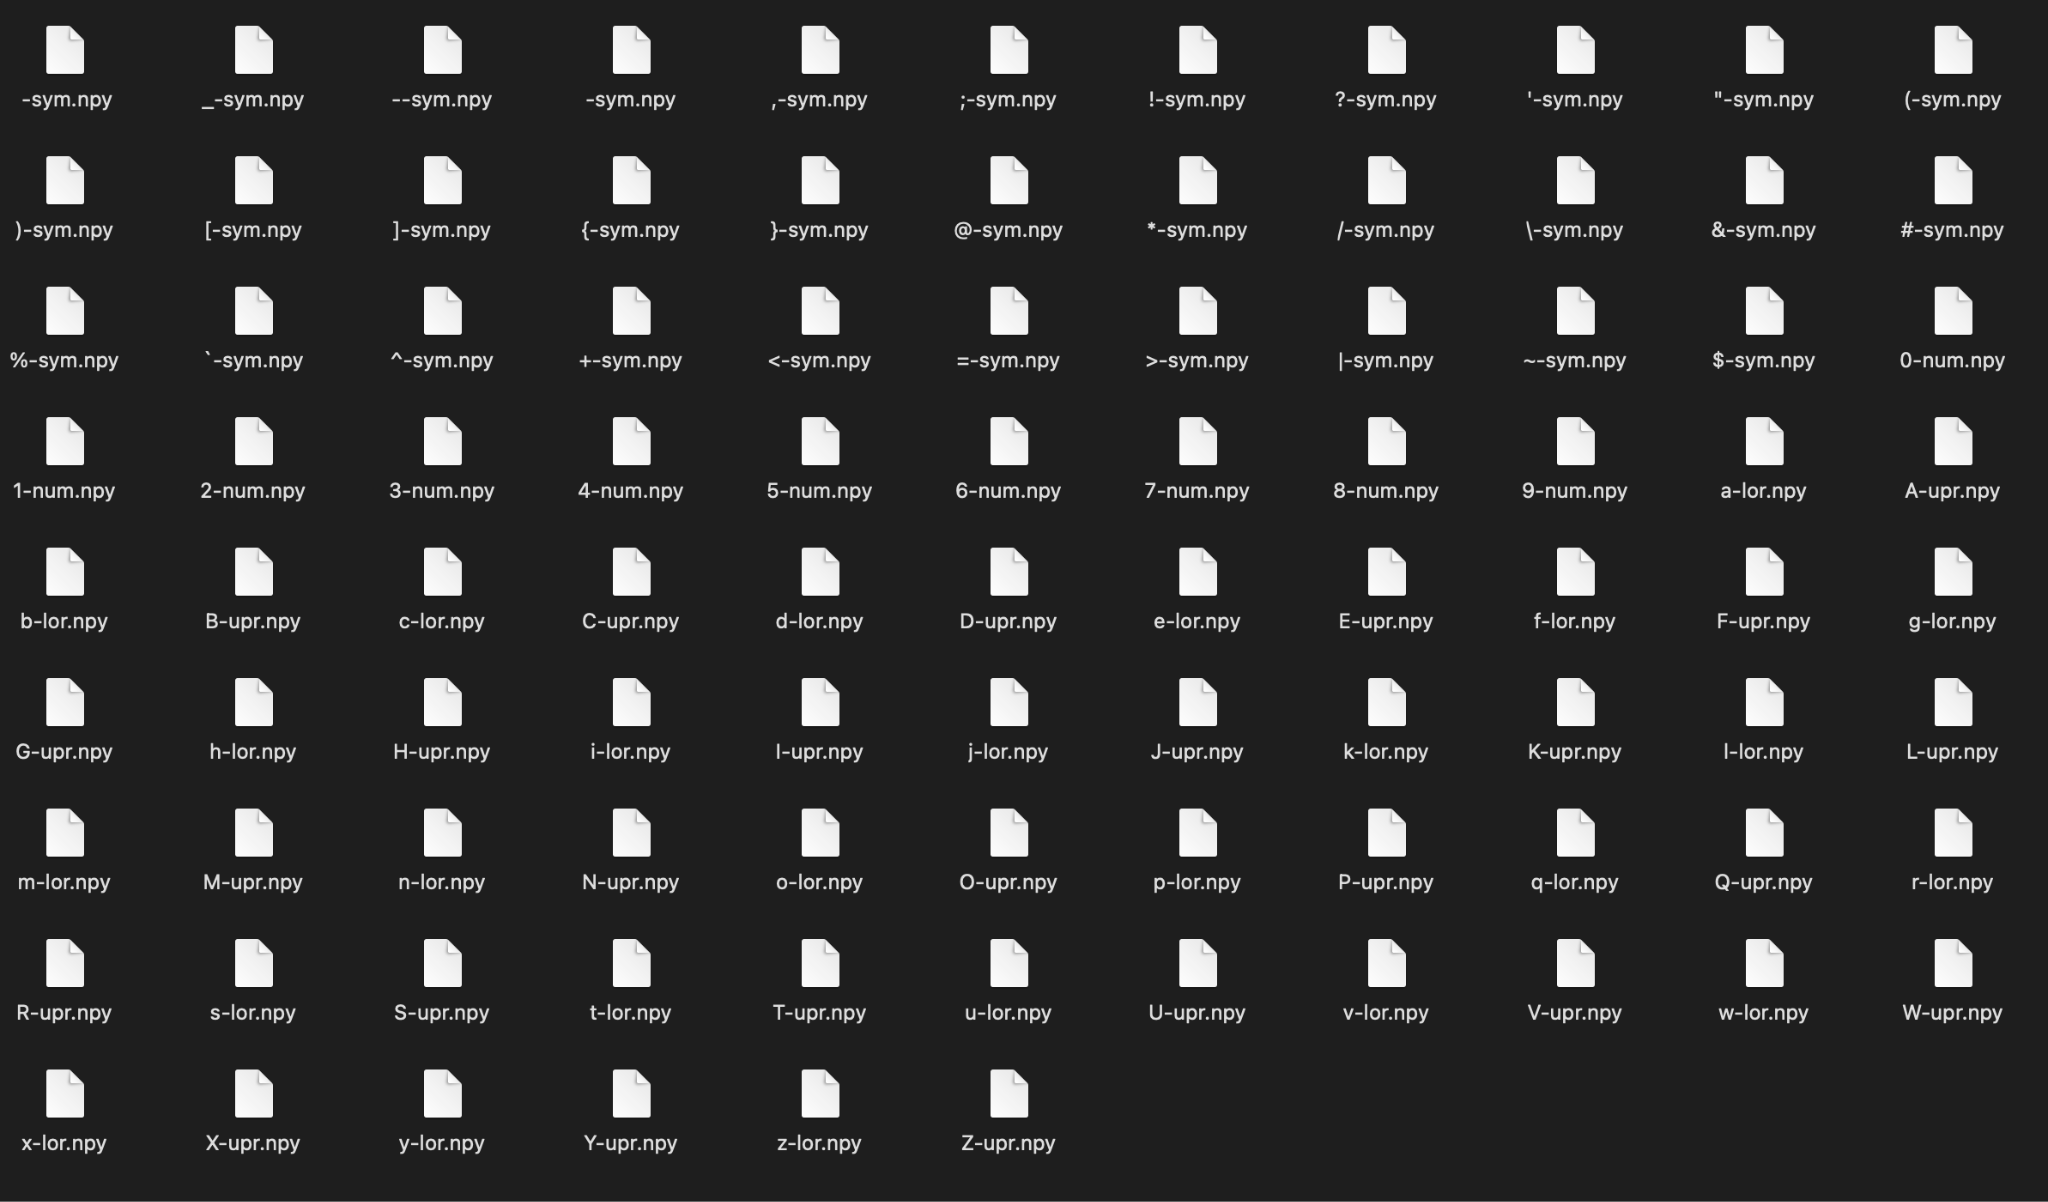 -sym.npy _-sym.npy --sym.npy -sym.npy ,-sym.npy ;-sym.npy !-sym.npy ?-sym.npy '-sym.npy "-sym.npy (-sym.npy
)-sym.npy [-sym.npy ]-sym.npy {-sym.npy }-sym.npy @-sym.npy *-sym.npy /-sym.npy \-sym.npy &-sym.npy #-sym.npy
%-sym.npy `-sym.npy ^-sym.npy +-sym.npy <-sym.npy =-sym.npy >-sym.npy |-sym.npy ~-sym.npy $-sym.npy 0-num.npy
1-num.npy 2-num.npy 3-num.npy 4-num.npy 5-num.npy 6-num.npy 7-num.npy 8-num.npy 9-num.npy a-lor.npy A-upr.npy
b-lor.npy B-upr.npy c-lor.npy C-upr.npy d-lor.npy D-upr.npy e-lor.npy E-upr.npy f-lor.npy F-upr.npy g-lor.npy
G-upr.npy h-lor.npy H-upr.npy i-lor.npy I-upr.npy j-lor.npy J-upr.npy k-lor.npy K-upr.npy l-lor.npy L-upr.npy
m-lor.npy M-upr.npy n-lor.npy N-upr.npy o-lor.npy O-upr.npy p-lor.npy P-upr.npy q-lor.npy Q-upr.npy r-lor.npy
R-upr.npy s-lor.npy S-upr.npy t-lor.npy T-upr.npy u-lor.npy U-upr.npy v-lor.npy V-upr.npy w-lor.npy W-upr.npy
x-lor.npy X-upr.npy y-lor.npy Y-upr.npy z-lor.npy Z-upr.npy